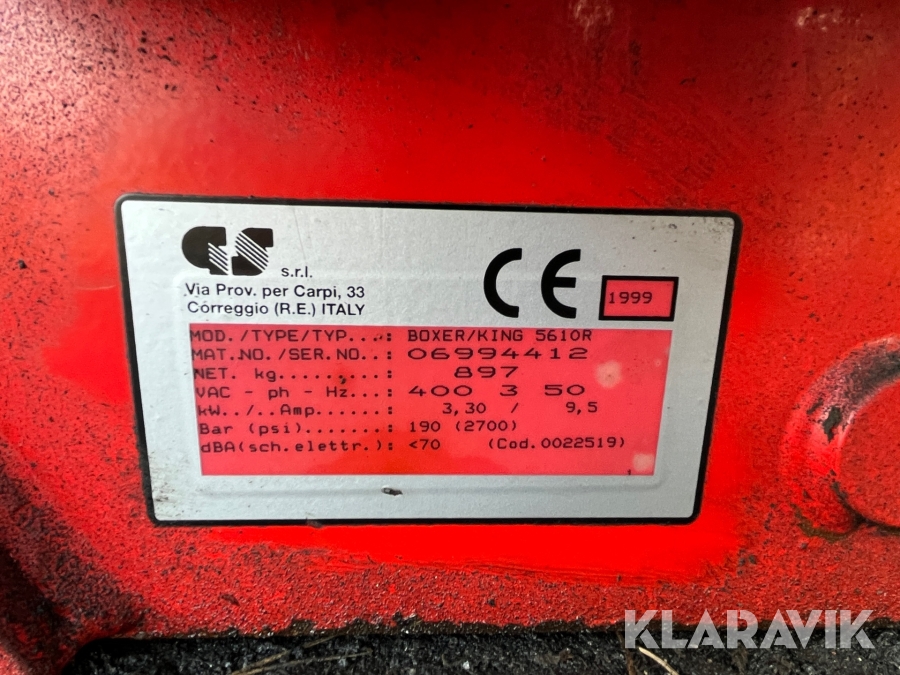 GS s.r.l.
Via Prov. per Carpi, 33
Correggio (R.E.) ITALY
CE
1999
MOD./TYPE/TYP...: BOXER/KING 5610R
MAT.NO./SER.NO..: 06994412
NET. kg.........: 897
VAC - ph - Hz...: 400 3 50
kW../..Amp......: 3,30 / 9,5
Bar (psi).......: 190 (2700)
dBA(sch.elettr.): <70 (Cod.0022519)
KLARAVIK